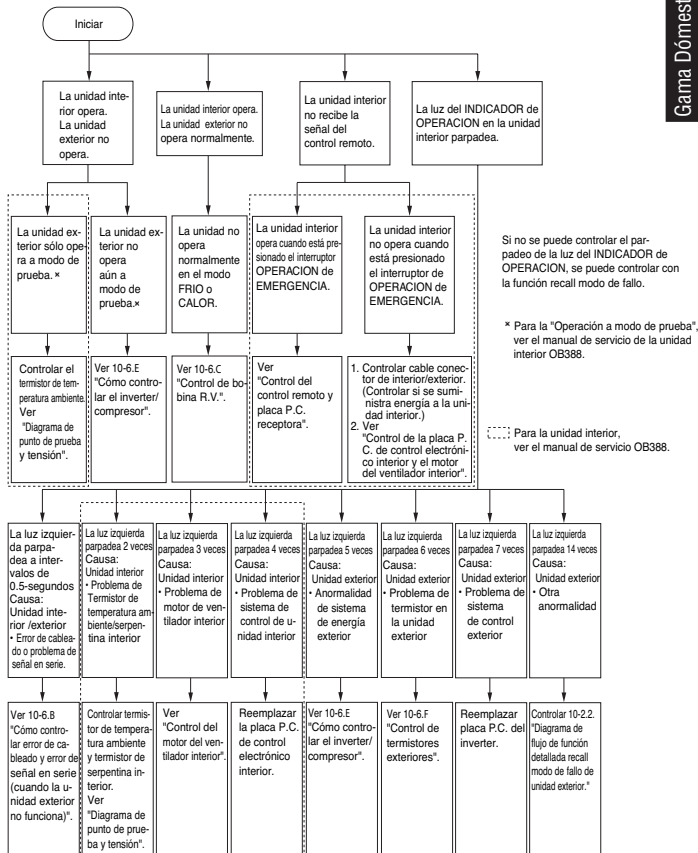 Gama Dómest
Iniciar
La unidad inte-
rior opera.
La unidad
exterior no
opera.
La unidad interior opera.
La unidad exterior no
opera normalmente.
La unidad interior
no recibe la
señal del
control remoto.
La luz del INDICADOR de
OPERACION en la unidad
interior parpadea.
La unidad ex-
terior sólo ope-
ra a modo de
prueba.*
La unidad ex-
terior no
opera
aún a
modo de
prueba.*
La unidad no
opera
normalmente
en el modo
FRIO o
CALOR.
La unidad interior
opera cuando está pre-
sionado el interruptor
OPERACION de
EMERGENCIA.
La unidad interior
no opera cuando
está presionado
el interruptor de
OPERACION de
EMERGENCIA.
Si no se puede controlar el par-
padeo de la luz del INDICADOR de
OPERACION, se puede controlar con
la función recall modo de fallo.
* Para la "Operación a modo de prueba",
ver el manual de servicio de la unidad
interior OB388.
Para la unidad interior,
ver el manual de servicio OB388.
Controlar el
termistor de tem-
peratura ambiente.
Ver
"Diagrama de
punto de prueba
y tensión".
Ver 10-6.E
"Cómo contro-
lar el inverter/
compresor".
Ver 10-6.C
"Control de bo-
bina R.V.".
Ver
"Control del
control remoto y
placa P.C.
receptora".
1. Controlar cable conec-
tor de interior/exterior.
(Controlar si se sumi-
nistra energía a la uni-
dad interior.)
2. Ver
"Control de la placa P.
C. de control electróni-
co interior y el motor
del ventilador interior".
La luz izquier-
da parpa-
dea a inter-
valos de
0.5-segundos
Causa:
Unidad inte-
rior /exterior
• Error de cablea-
do o problema de
señal en serie.
La luz izquierda
parpadea 2 veces
Causa:
Unidad interior
• Problema de
Termistor de
temperatura am-
biente/serpen-
tina interior
La luz izquierda
parpadea 3 veces
Causa:
Unidad interior
• Problema de
motor de ven-
tilador interior
La luz izquierda
parpadea 4 veces
Causa:
Unidad interior
• Problema de
sistema de
control de u-
nidad interior
La luz izquierda
parpadea 5 veces
Causa:
Unidad exterior
• Anormalidad
de sistema
de energía
exterior
La luz izquierda
parpadea 6 veces
Causa:
Unidad exterior
• Problema de
termistor en
la unidad
exterior
La luz izquierda
parpadea 7 veces
Causa:
Unidad exterior
• Problema de
sistema
de control
exterior
La luz izquierda
parpadea 14 veces
Causa:
Unidad exterior
• Otra
anormalidad
Ver 10-6.B
"Cómo contro-
lar error de ca-
bleado y error de
señal en serie
(cuando la u-
nidad exterior
no funciona)".
Controlar termis-
tor de tempera-
tura ambiente
y termistor de
serpentina in-
terior.
Ver
"Diagrama de
punto de prue-
ba y tensión".
Ver
"Control del
motor del ven-
tilador interior".
Reemplazar
la placa P.C.
de control
electrónico
interior.
Ver 10-6.E
"Cómo contro-
lar el inverter/
compresor".
Ver 10-6.F
"Control de
termistores
exteriores".
Reemplazar
placa P.C. del
inverter.
Controlar 10-2.2.
"Diagrama de
flujo de función
detallada recall
modo de fallo de
unidad exterior."